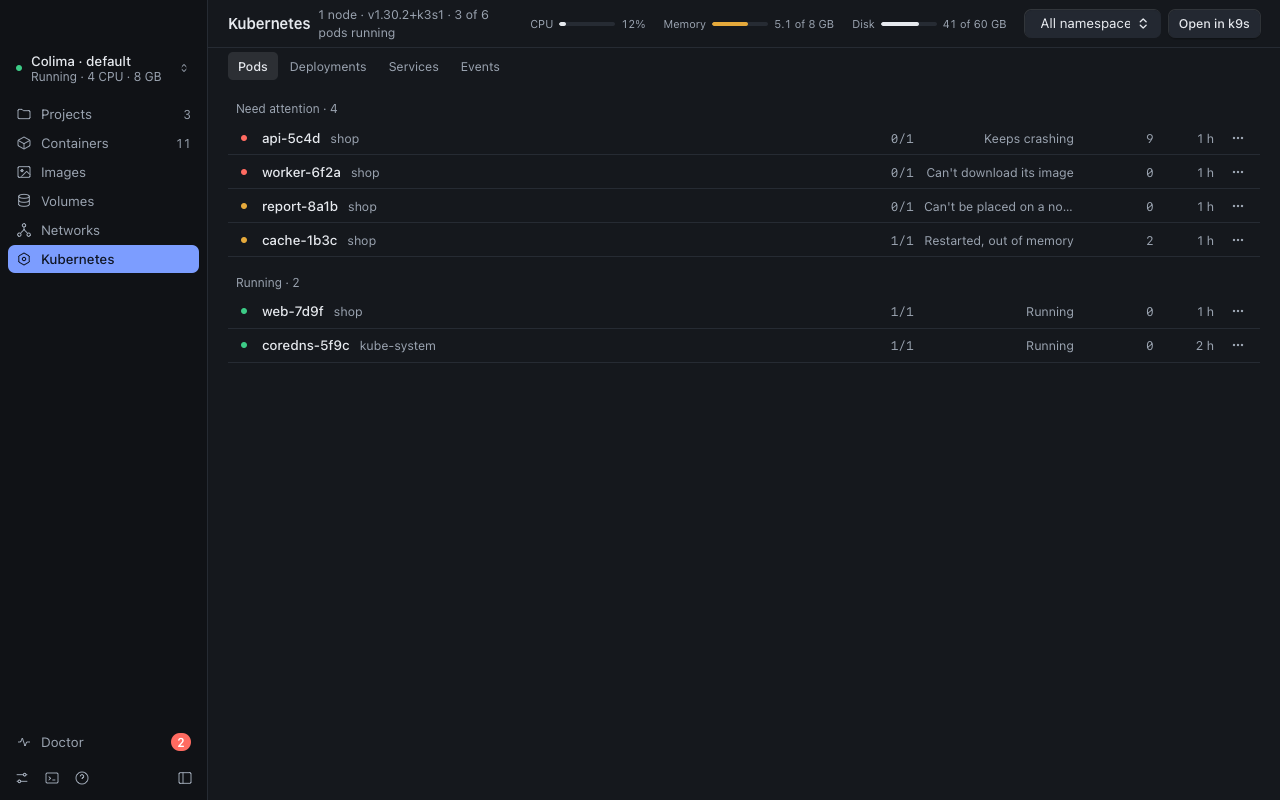 Kubernetes
1 node · v1.30.2+k3s1 · 3 of 6
pods running
CPU 12%
Memory 5.1 of 8 GB
Disk 41 of 60 GB
All namespace
Open in k9s
Colima · default
Running · 4 CPU · 8 GB
Projects 3
Containers 11
Images
Volumes
Networks
Kubernetes
Doctor 2
Pods Deployments Services Events
Need attention · 4
api-5c4d shop 0/1 Keeps crashing 9 1 h
worker-6f2a shop 0/1 Can't download its image 0 1 h
report-8a1b shop 0/1 Can't be placed on a no… 0 1 h
cache-1b3c shop 1/1 Restarted, out of memory 2 1 h
Running · 2
web-7d9f shop 1/1 Running 0 1 h
coredns-5f9c kube-system 1/1 Running 0 2 h